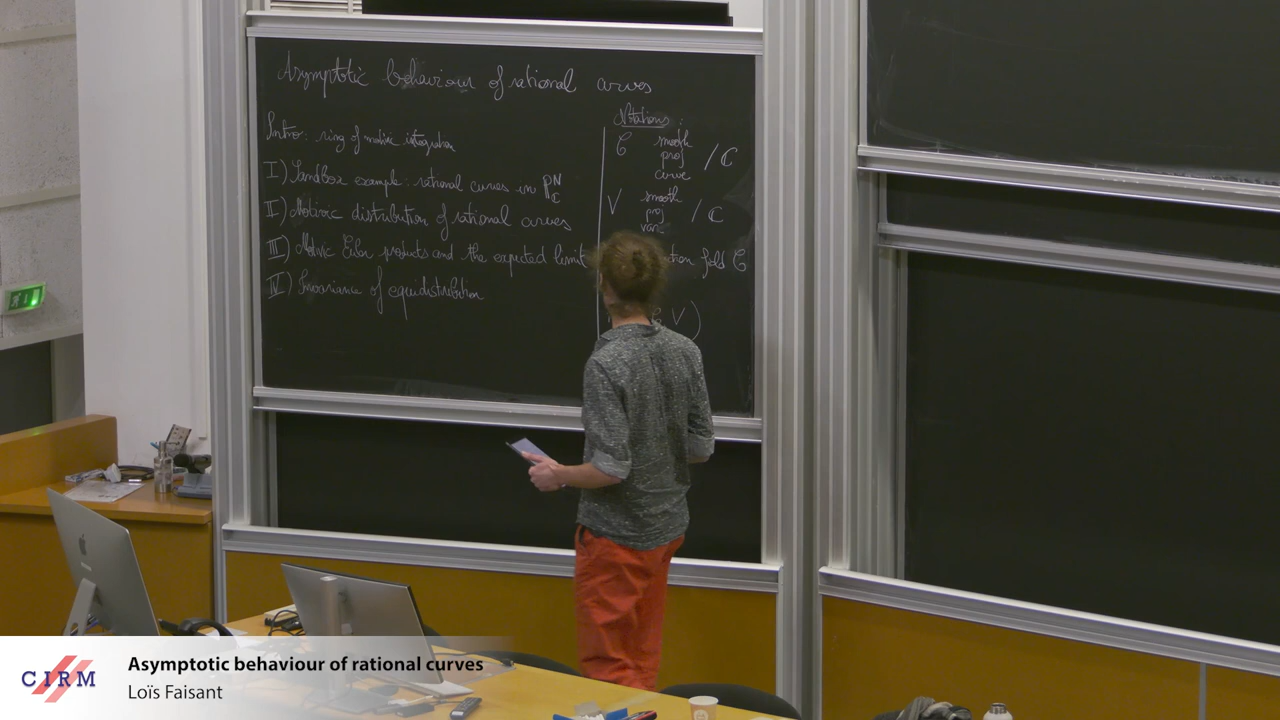 Asymptotic behaviour of rational curves
Notations:
Intro: ring of motivic integration
C smooth proj curve / C
I) Sandbox example: rational curves in P^N_C
V smooth proj var / C
II) Motivic distribution of rational curves
III) Motivic Euler products and the expected limit
field C
IV) Invariance of equidistribution
V)
CIRM
Asymptotic behaviour of rational curves
Loïs Faisant